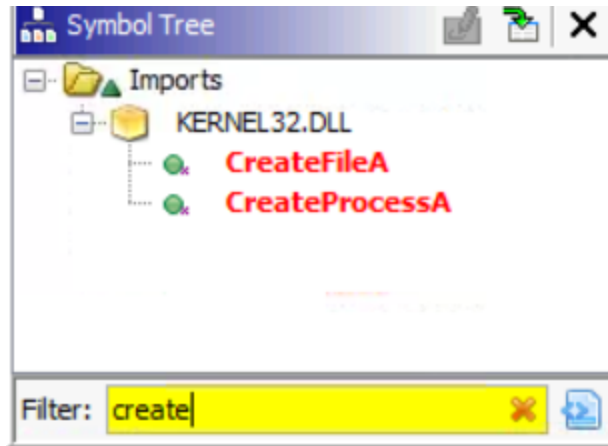 Symbol Tree
Imports
KERNEL32.DLL
CreateFileA
CreateProcessA
Filter: create